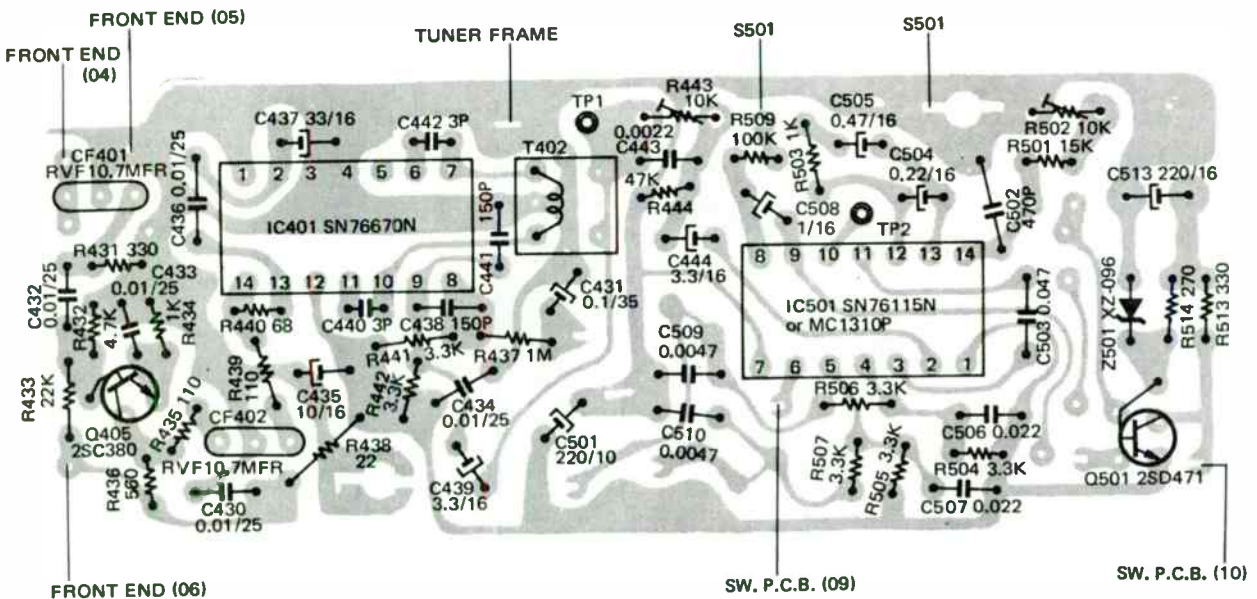 FRONT END (05)
FRONT END
(04)
TUNER FRAME
S501
S501
TP1
R443
10K
C437 33/16
C442 3P
0.0022
C443
R509
100K
R503 1K
C505
0.47/16
R502 10K
R501 15K
CF401
RVF10.7MFR
C436 0.01/25
T402
C504
0.22/16
C513 220/16
1 2 3 4 5 6 7
IC401 SN76670N
14 13 12 11 10 9 8
150P
C441
47K
R444
C508
1/16
TP2
C502
470P
C444
3.3/16
8 9 10 11 12 13 14
IC501 SN76115N
or MC1310P
7 6 5 4 3 2 1
R431 330
C433
0.01/25
C432
0.01/25
R432
4.7K
1K
R434
R440 68
C440 3P
C438 150P
C431
0.1/35
C503 0.047
Z501 XZ-096
R514 270
R513 330
R441
3.3K
R437 1M
C509
0.0047
R433
22K
R439
110
C435
10/16
R442
3.3K
C434
0.01/25
R506 3.3K
Q405
2SC380
R435 110
CF402
RVF10.7MFR
R438
22
C501
220/10
C510
0.0047
C506 0.022
R507
3.3K
R505 3.3K
R504 3.3K
Q501 2SD471
R436
560
C430
0.01/25
C439
3.3/16
C507 0.022
FRONT END (06)
SW. P.C.B. (09)
SW. P.C.B. (10)